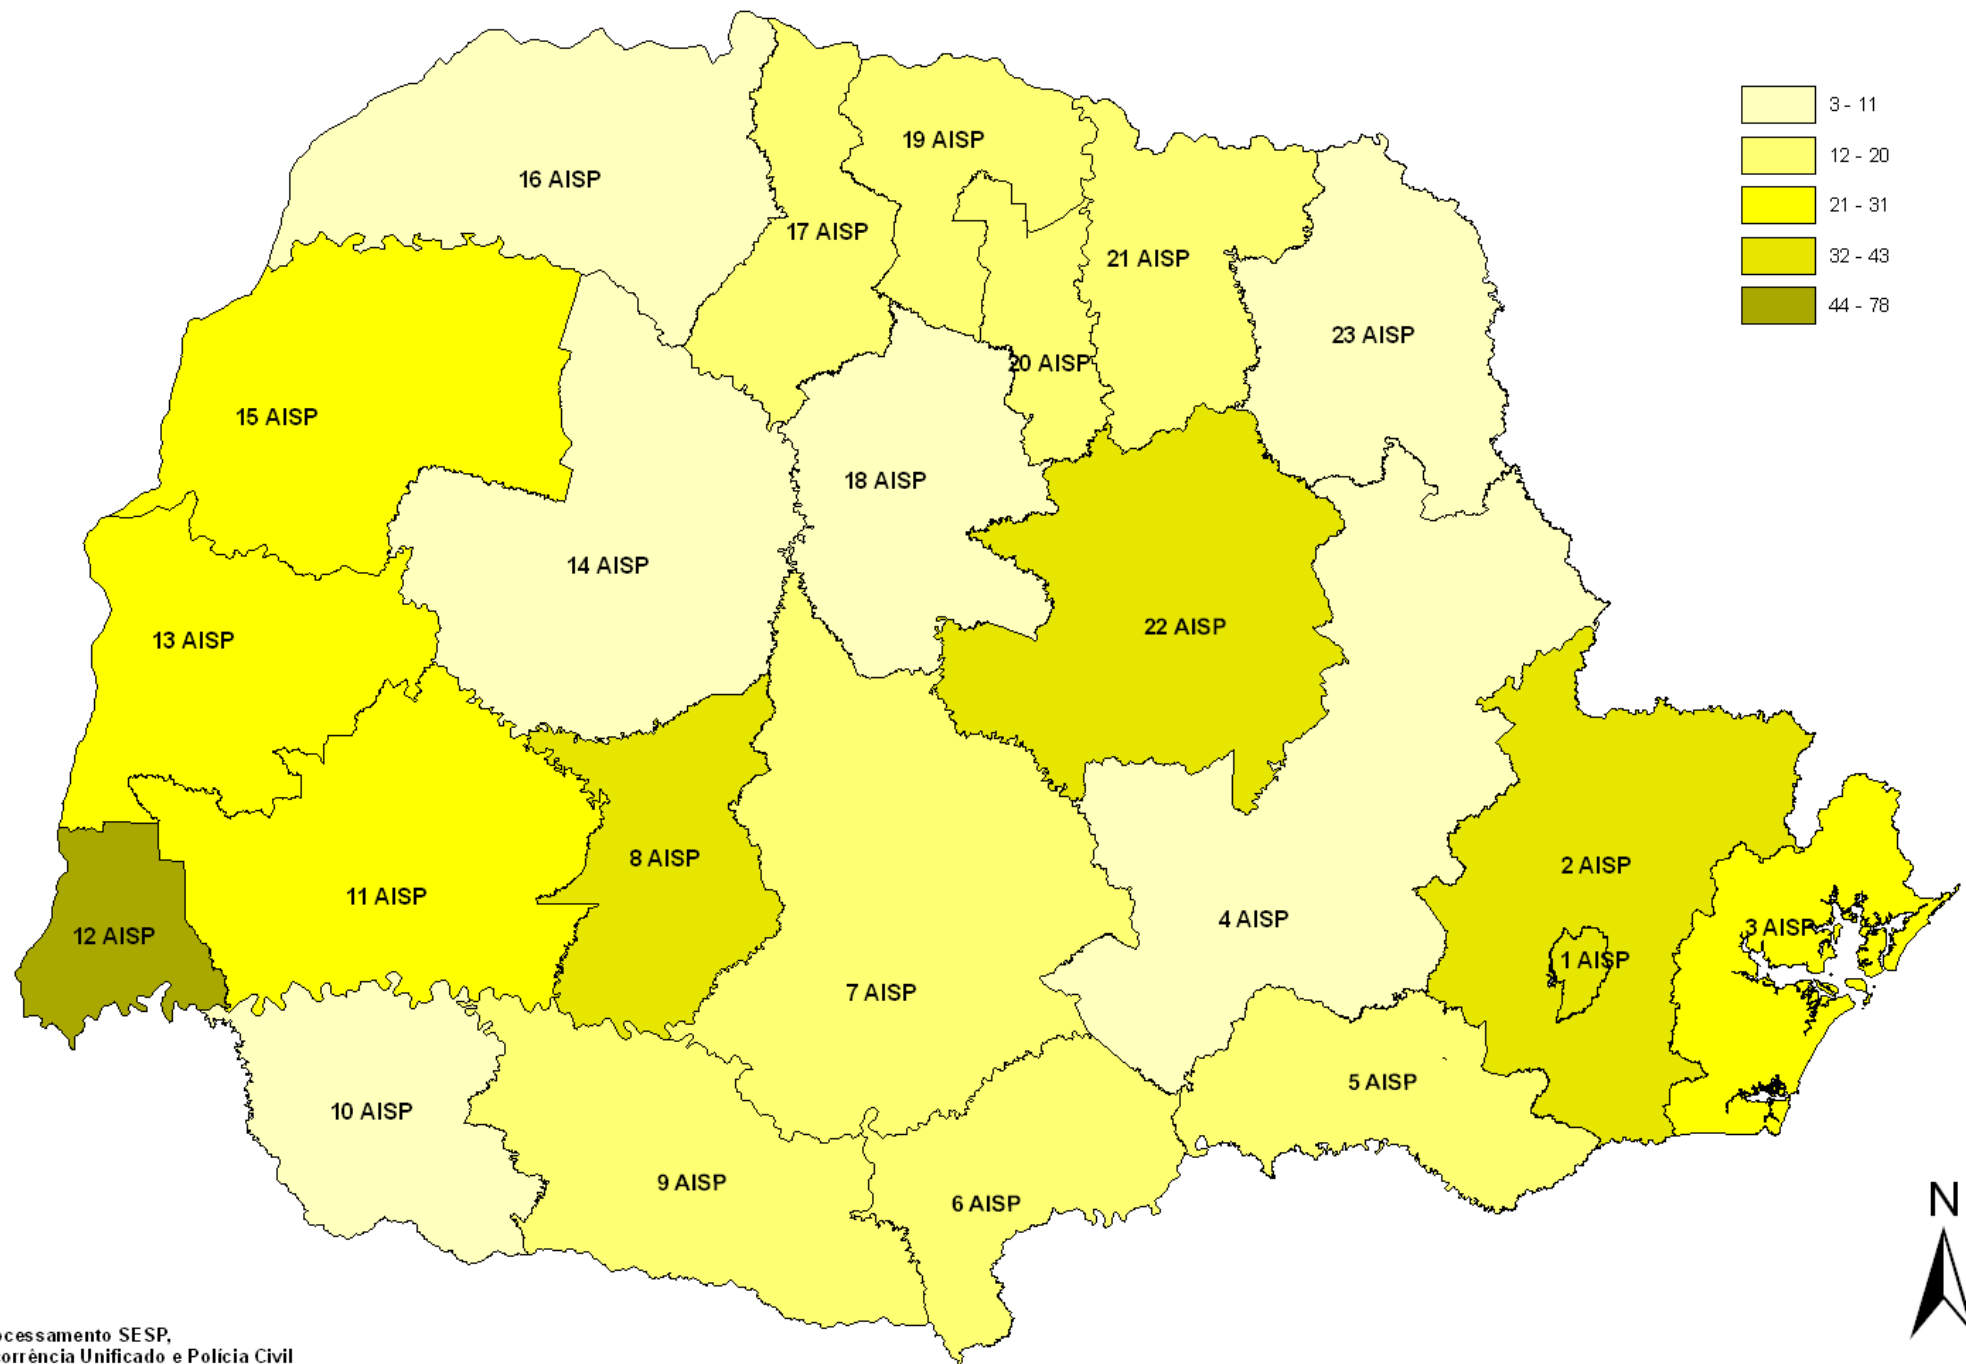 3 - 11
12 - 20
21 - 31
32 - 43
44 - 78
19 AISP
16 AISP
17 AISP
21 AISP
23 AISP
20 AISP
15 AISP
18 AISP
14 AISP
22 AISP
13 AISP
8 AISP
2 AISP
11 AISP
4 AISP
3 AISP
12 AISP
1 AISP
7 AISP
5 AISP
10 AISP
9 AISP
6 AISP
N
ocessamento SESP,
corrência Unificado e Polícia Civil